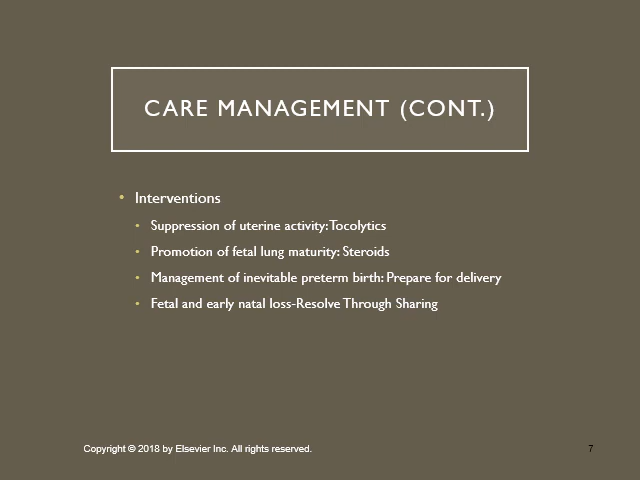 CARE MANAGEMENT (CONT.)
• Interventions
• Suppression of uterine activity: Tocolytics
• Promotion of fetal lung maturity: Steroids
• Management of inevitable preterm birth: Prepare for delivery
• Fetal and early natal loss-Resolve Through Sharing
Copyright © 2018 by Elsevier Inc. All rights reserved.
7